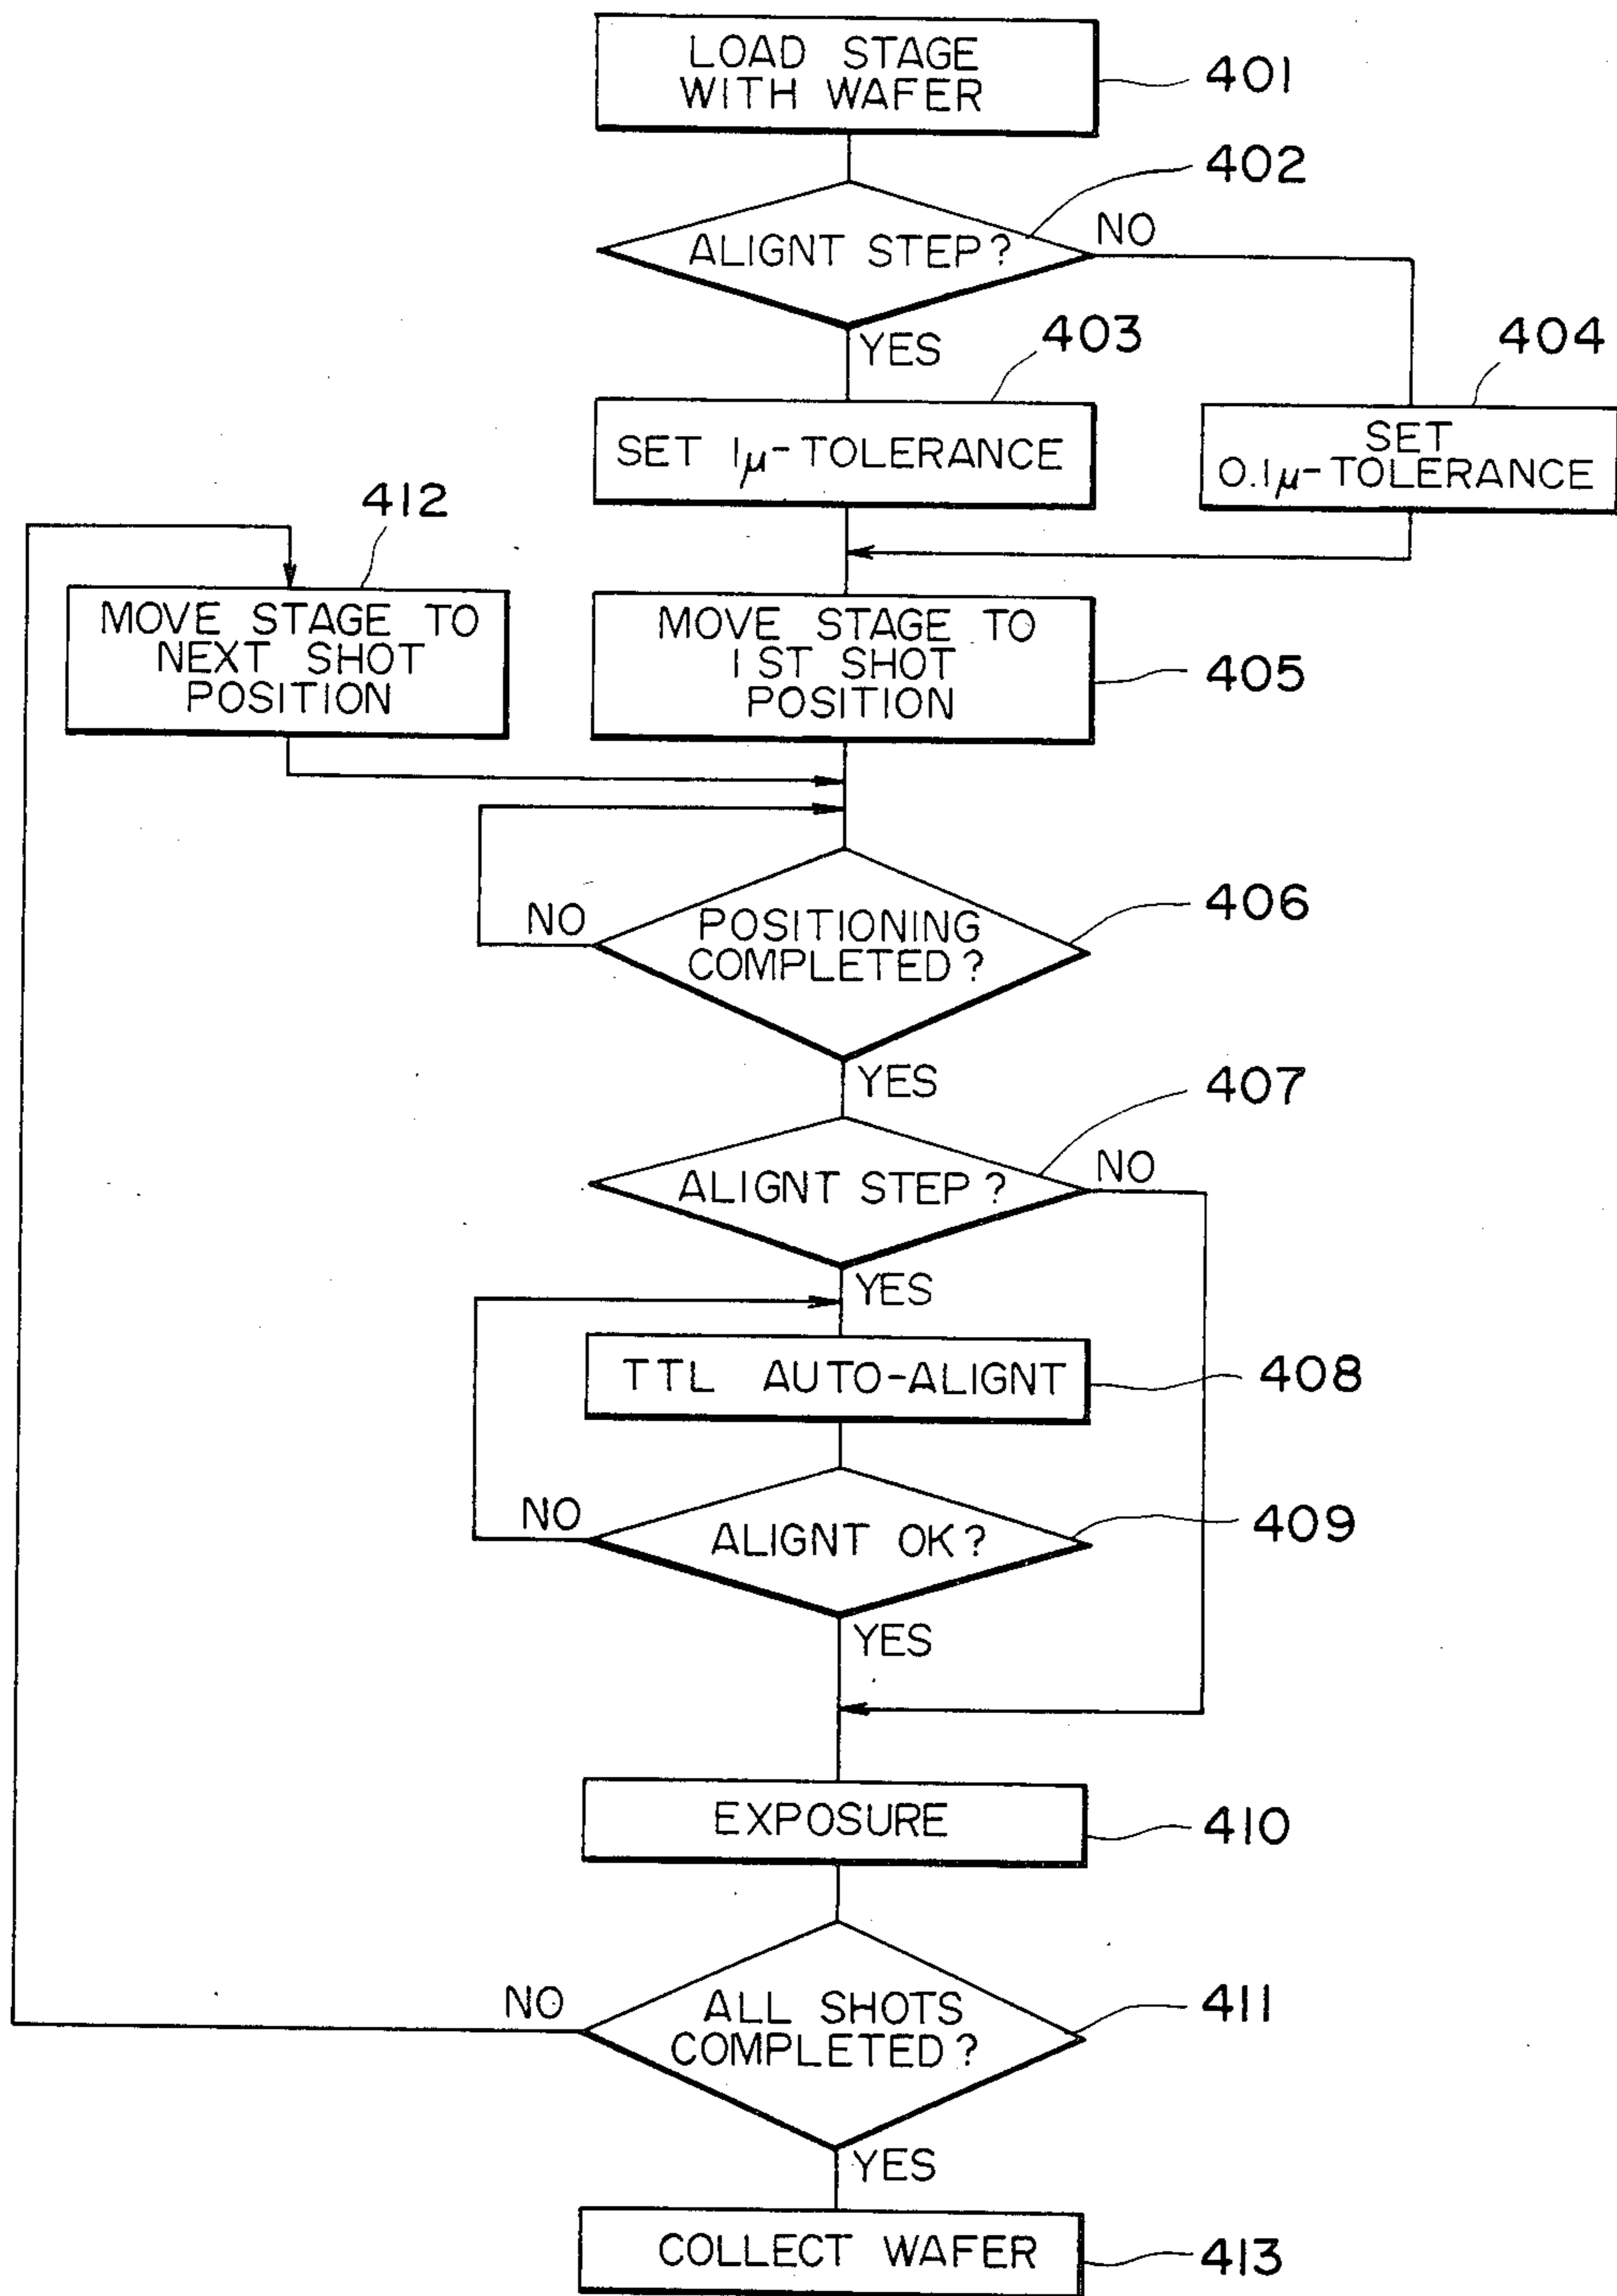 LOAD STAGE
WITH WAFER
401
402
ALIGNT STEP?
NO
YES
403
404
SET 1μ-TOLERANCE
SET
0.1μ-TOLERANCE
412
MOVE STAGE TO
NEXT SHOT
POSITION
MOVE STAGE TO
1ST SHOT
POSITION
405
NO
POSITIONING
COMPLETED?
406
YES
407
ALIGNT STEP?
NO
YES
TTL AUTO-ALIGNT
408
NO
ALIGNT OK?
409
YES
EXPOSURE
410
NO
ALL SHOTS
COMPLETED?
411
YES
COLLECT WAFER
413